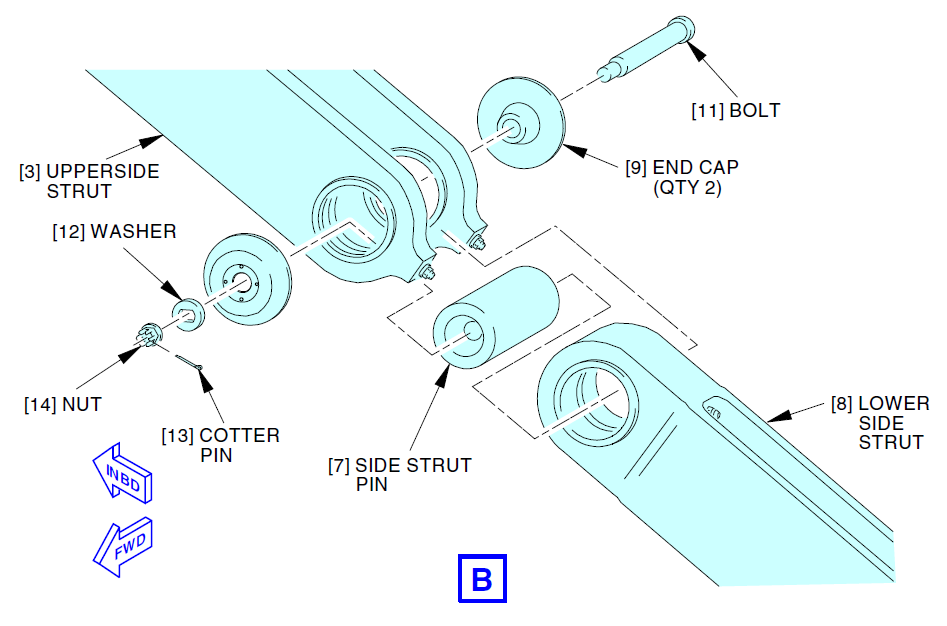 [11] BOLT
[9] END CAP
(QTY 2)
[3] UPPERSIDE
STRUT
[12] WASHER
[14] NUT
[13] COTTER
PIN
[7] SIDE STRUT
PIN
[8] LOWER
SIDE
STRUT
INBD
FWD
B